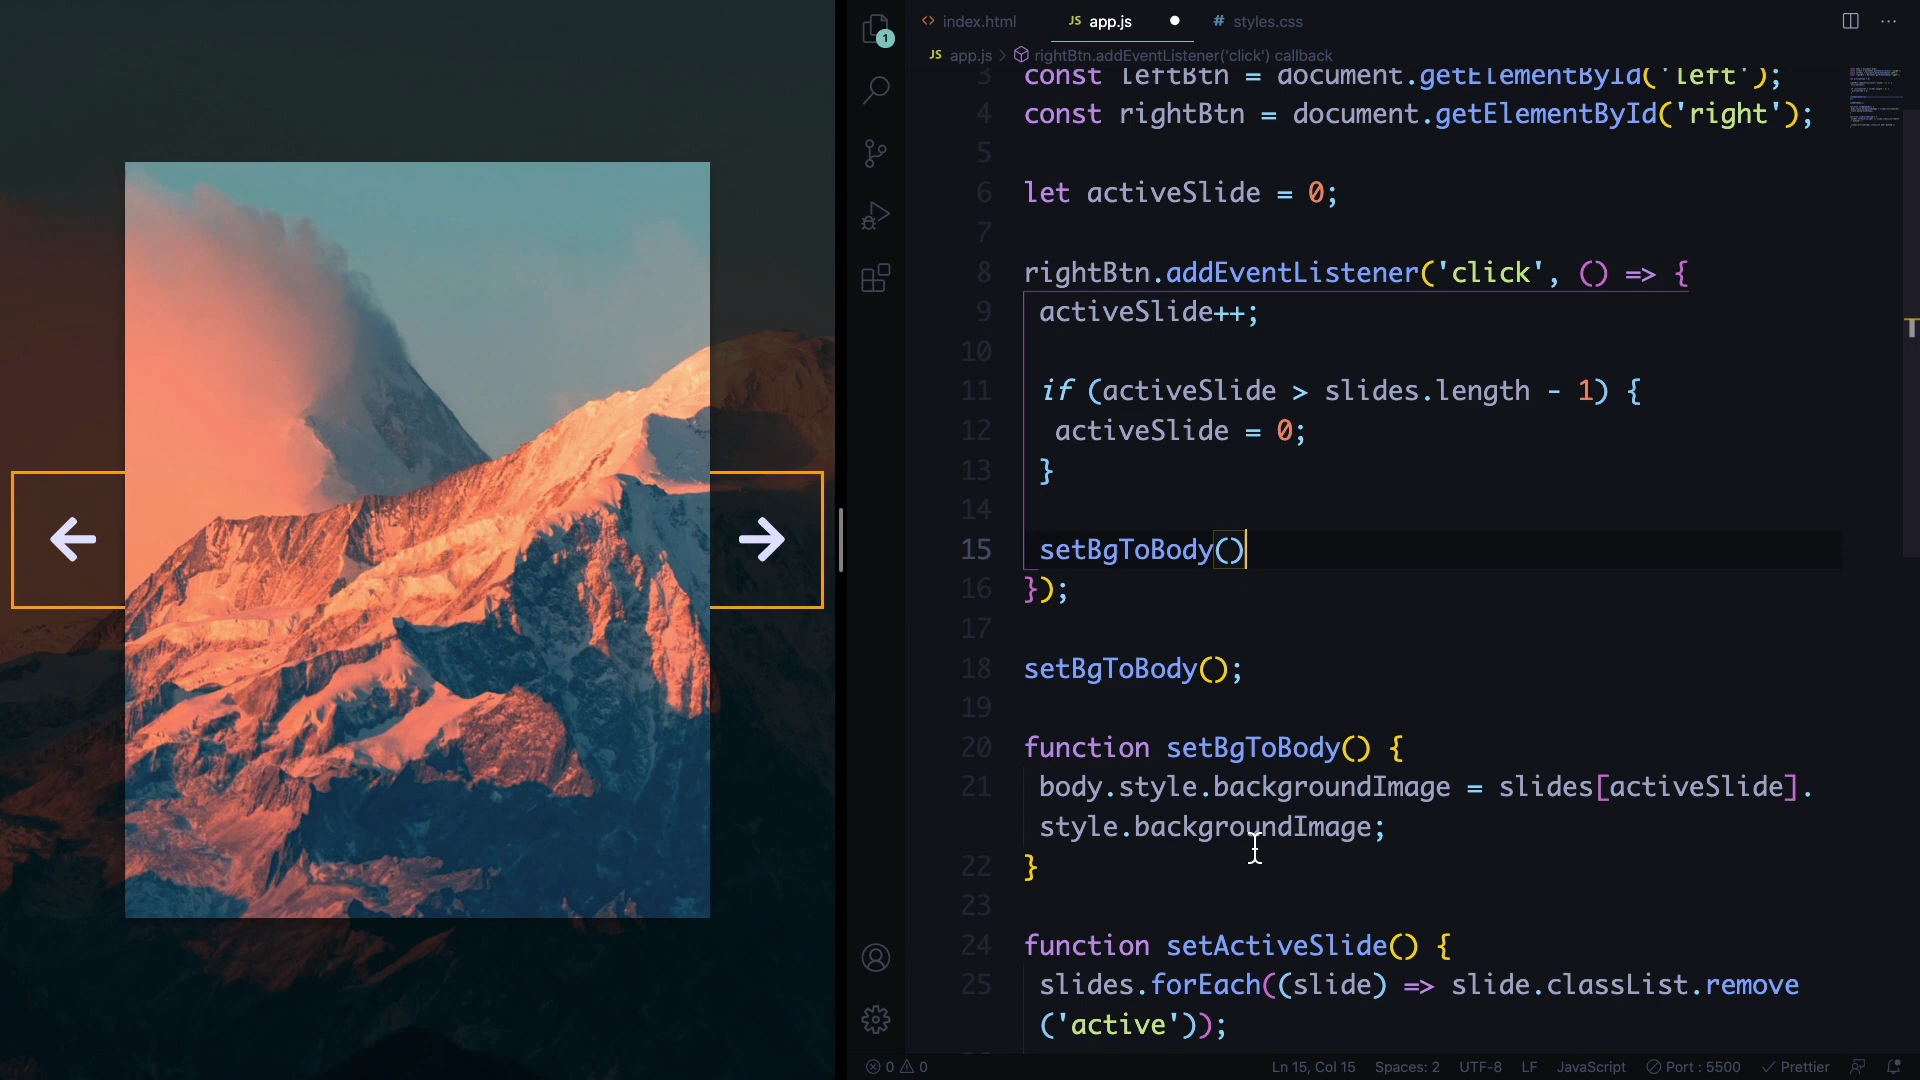 index.html
JS app.js
# styles.css
1
JS app.js > rightBtn.addEventListener('click') callback
3 const leftBtn = document.getElementById('left');
4 const rightBtn = document.getElementById('right');
5
6 let activeSlide = 0;
7
8 rightBtn.addEventListener('click', () => {
9 activeSlide++;
10
11 if (activeSlide > slides.length - 1) {
12 activeSlide = 0;
13 }
14
15 setBgToBody()
16 });
17
18 setBgToBody();
19
20 function setBgToBody() {
21 body.style.backgroundImage = slides[activeSlide].
style.backgroundImage;
22 }
23
24 function setActiveSlide() {
25 slides.forEach((slide) => slide.classList.remove
('active'));
0 0 Ln 15, Col 15 Spaces: 2 UTF-8 LF JavaScript Port : 5500 Prettier